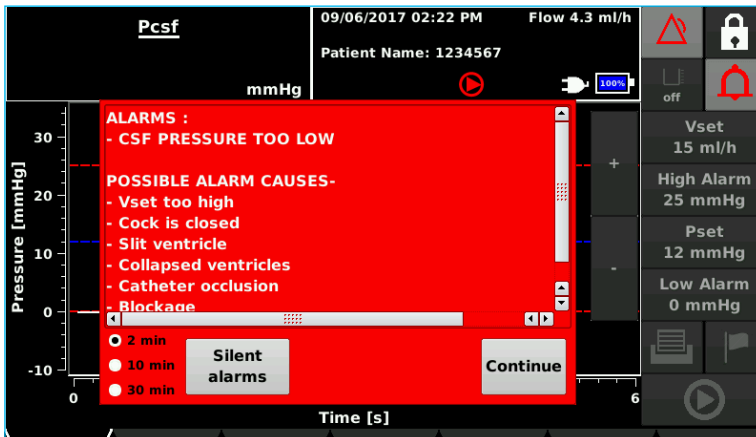 Pcsf
mmHg
09/06/2017 02:22 PM Flow 4.3 ml/h
Patient Name: 1234567
100%
off
Vset
15 ml/h
High Alarm
25 mmHg
Pset
12 mmHg
Low Alarm
0 mmHg
ALARMS :
- CSF PRESSURE TOO LOW
POSSIBLE ALARM CAUSES-
- Vset too high
- Cock is closed
- Slit ventricle
- Collapsed ventricles
- Catheter occlusion
- Blockage
2 min
10 min
30 min
Silent
alarms
Continue
+
-
Pressure [mmHg]
30
20
10
0
-10
0
6
Time [s]